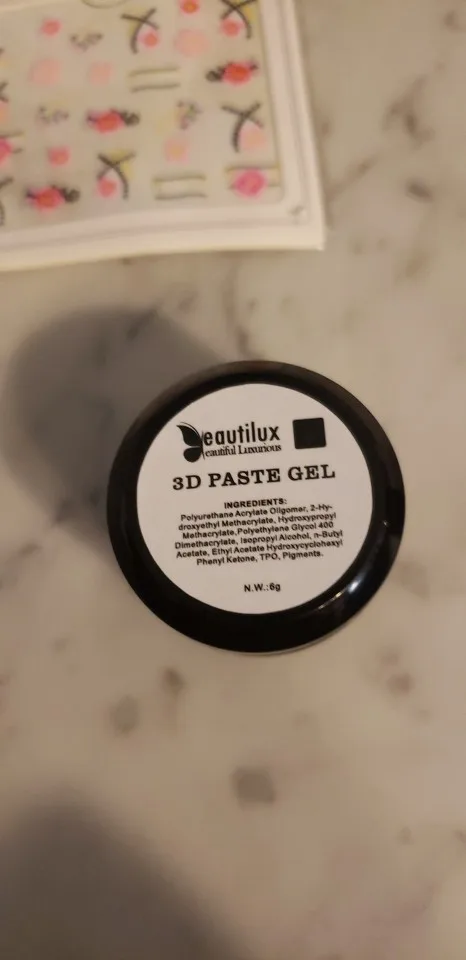 eautilux
eautiful Luxurious
3D PASTE GEL
INGREDIENTS:
Polyurethane Acrylate Oligomer, 2-Hy-
droxyethyl Methacrylate, Hydroxypropyl
Methacrylate,Polyethylene Glycol 400
Dimethacrylate, Isopropyl Alcohol, n-Butyl
Acetate, Ethyl Acetate Hydroxycyclohexyl
Phenyl Ketone, TPO, Pigments.
N.W.:6g